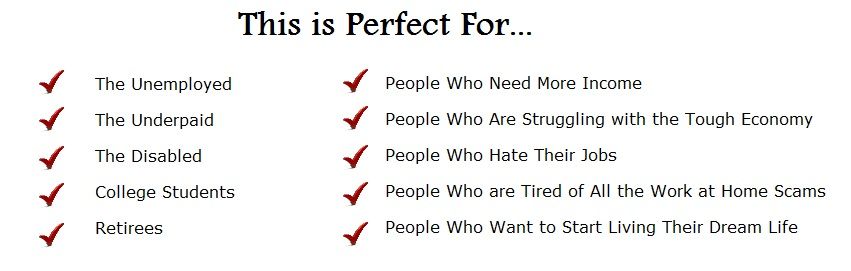 This is Perfect For...
The Unemployed
The Underpaid
The Disabled
College Students
Retirees
People Who Need More Income
People Who Are Struggling with the Tough Economy
People Who Hate Their Jobs
People Who are Tired of All the Work at Home Scams
People Who Want to Start Living Their Dream Life